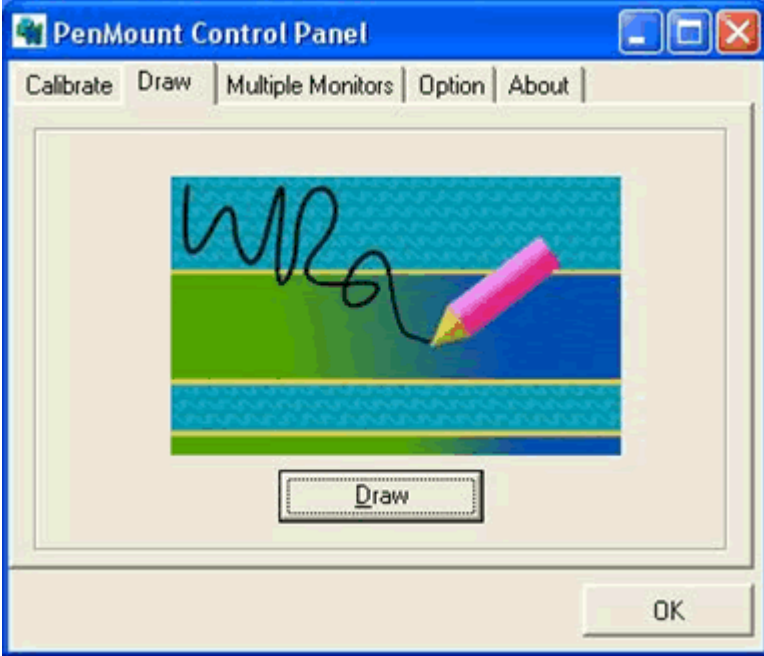 PenMount Control Panel
Calibrate Draw Multiple Monitors Option About
Draw
OK